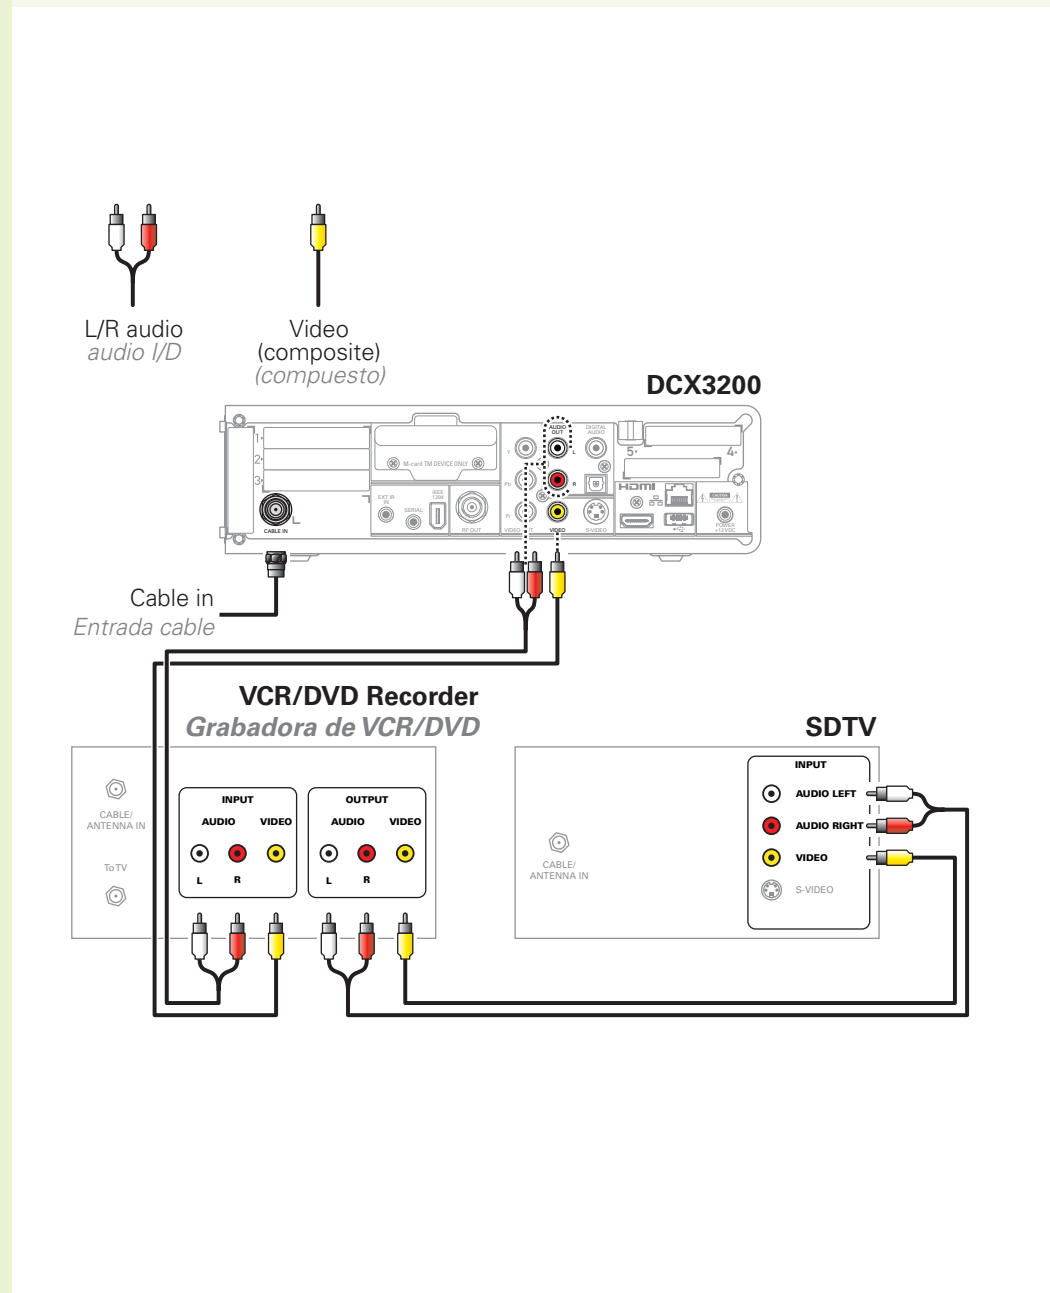 L/R audio
audio I/D
Video
(composite)
(compuesto)
DCX3200
1
2
3
M-card TM DEVICE ONLY
EXT IR
IN
SERIAL
IEEE
1394
RF OUT
CABLE IN
AUDIO
OUT
DIGITAL
AUDIO
Y
L
Pb
R
Pr
VIDEO
VIDEO
S-VIDEO
5
4
HDMI
CAUTION
POWER
+12 VDC
Cable in
Entrada cable
VCR/DVD Recorder
Grabadora de VCR/DVD
CABLE/
ANTENNA IN
To TV
INPUT
AUDIO VIDEO
L R
OUTPUT
AUDIO VIDEO
L R
SDTV
CABLE/
ANTENNA IN
INPUT
AUDIO LEFT
AUDIO RIGHT
VIDEO
S-VIDEO